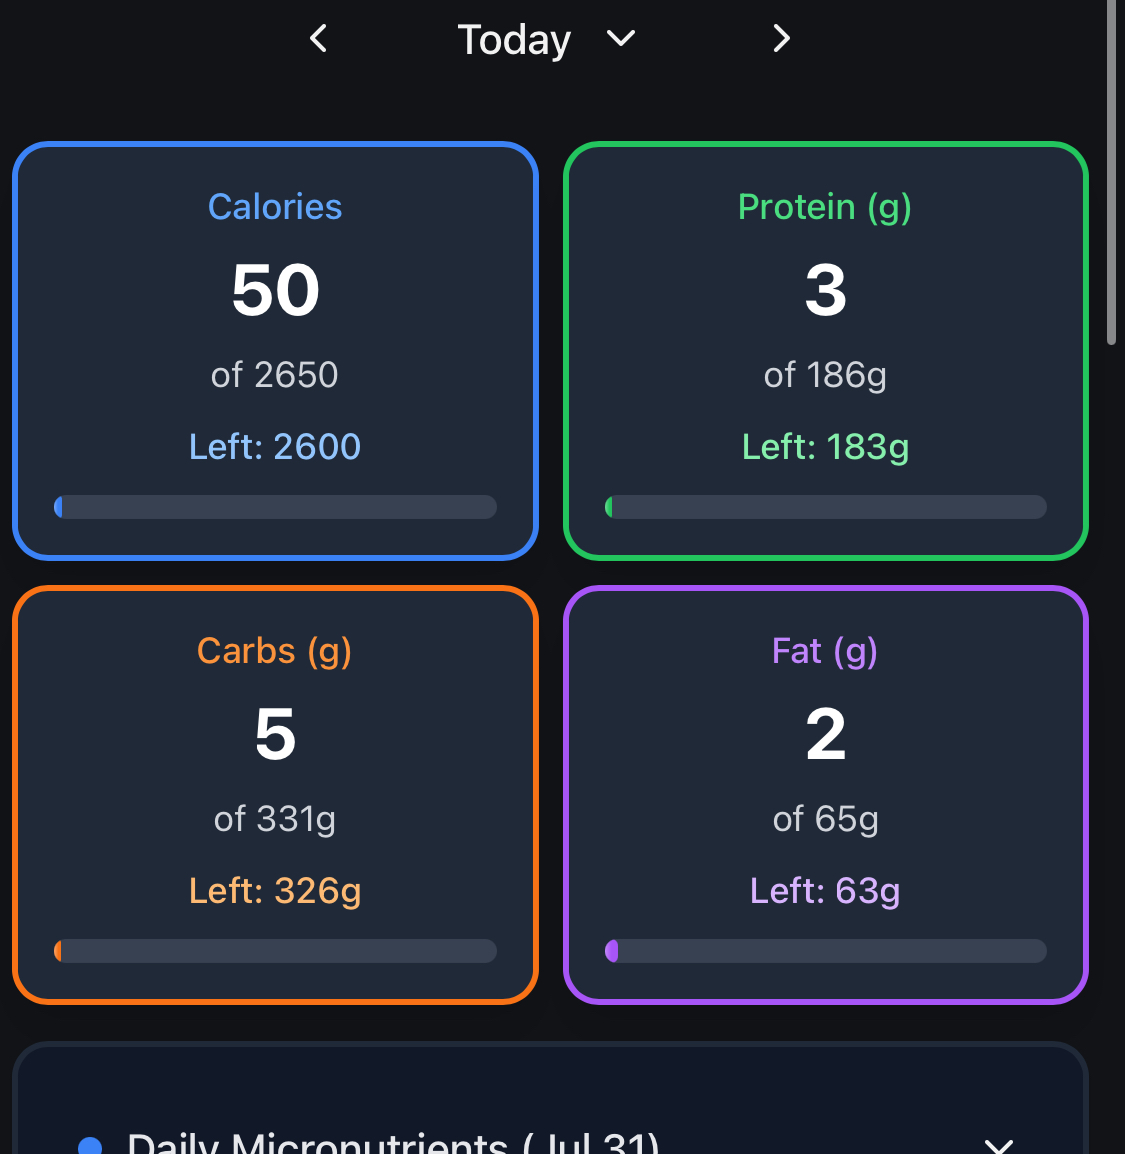 Today
Calories
50
of 2650
Left: 2600
Protein (g)
3
of 186g
Left: 183g
Carbs (g)
5
of 331g
Left: 326g
Fat (g)
2
of 65g
Left: 63g
Daily Micronutrients (Jul 31)